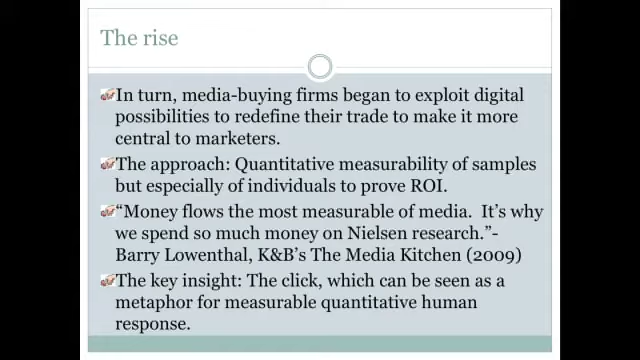 The rise
In turn, media-buying firms began to exploit digital
possibilities to redefine their trade to make it more
central to marketers.
The approach: Quantitative measurability of samples
but especially of individuals to prove ROI.
“Money flows the most measurable of media.  It’s why
we spend so much money on Nielsen research.”-
Barry Lowenthal, K&B’s The Media Kitchen (2009)
The key insight: The click, which can be seen as a
metaphor for measurable quantitative human
response.